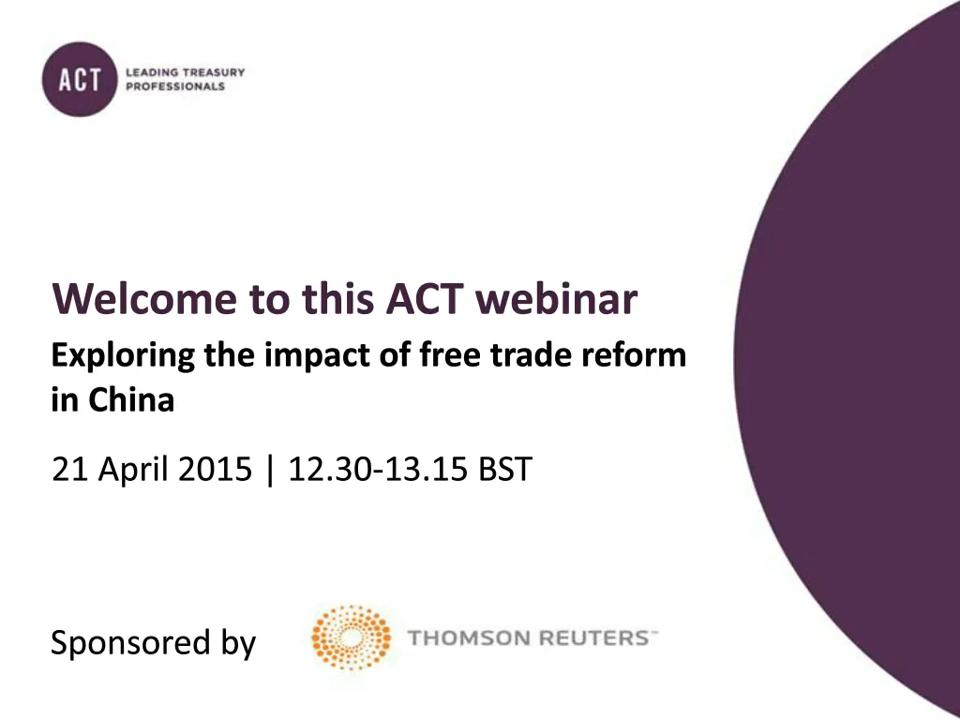 ACT
LEADING TREASURY
PROFESSIONALS
Welcome to this ACT webinar
Exploring the impact of free trade reform
in China
21 April 2015 | 12.30-13.15 BST
Sponsored by
THOMSON REUTERS™